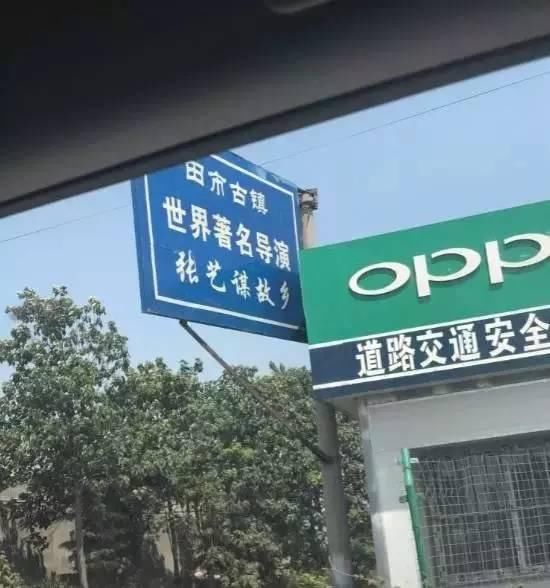 田市古镇
世界著名导演
张艺谋故乡
OPP
道路交通安全